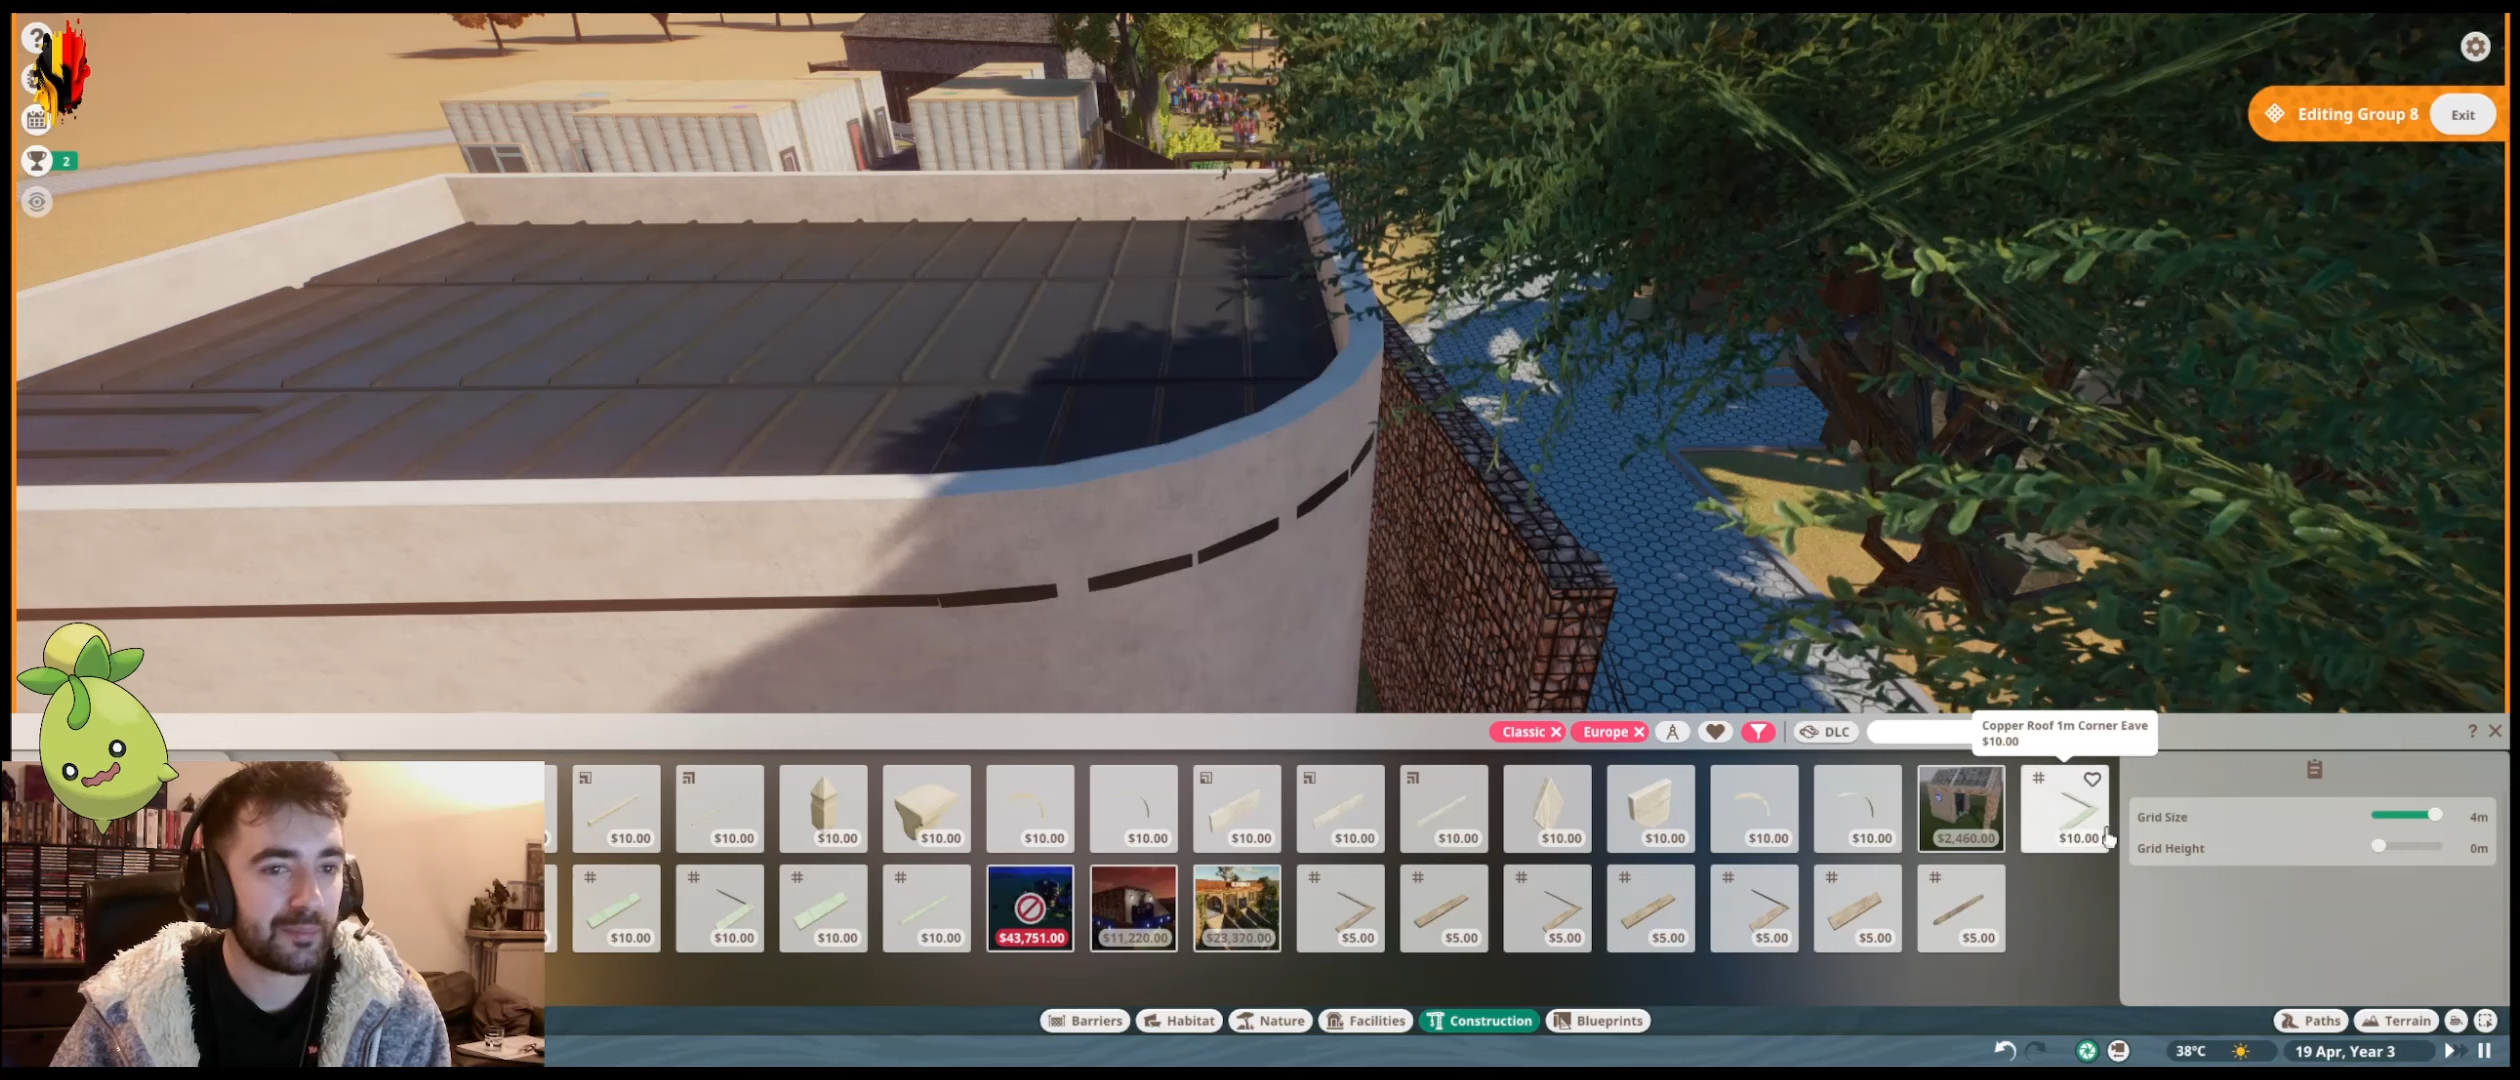 ?
2
Editing Group 8
Exit
Classic ×
Europe ×
DLC
Copper Roof 1m Corner Eave
$10.00
? ×
$10.00 $10.00 $10.00 $10.00 $10.00 $10.00 $10.00 $10.00 $10.00 $10.00 $10.00 $10.00 $10.00 $2,460.00 $10.00
$10.00 $10.00 $10.00 $10.00 $43,751.00 $11,220.00 $23,370.00 $5.00 $5.00 $5.00 $5.00 $5.00 $5.00 $5.00
Grid Size 4m
Grid Height 0m
Barriers Habitat Nature Facilities Construction Blueprints
Paths Terrain
38°C 19 Apr, Year 3